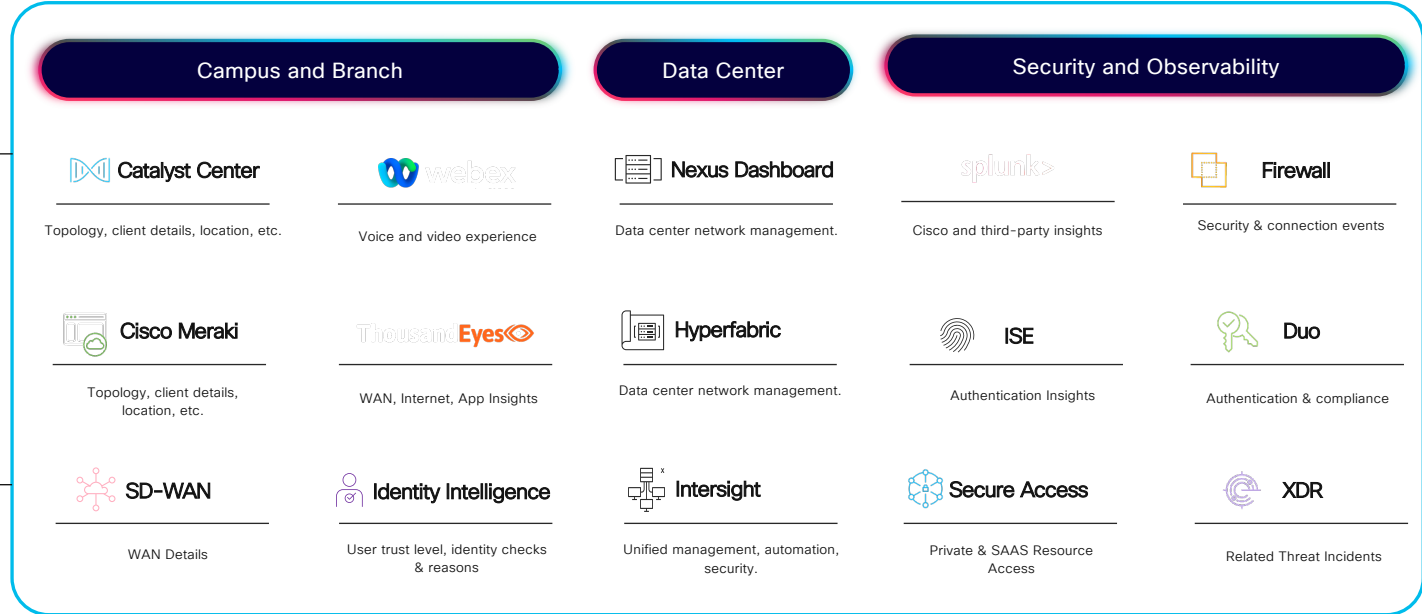 Campus and Branch
Data Center
Security and Observability
Catalyst Center
webex
Nexus Dashboard
splunk>
Firewall
Topology, client details, location, etc.
Voice and video experience
Data center network management.
Cisco and third-party insights
Security & connection events
Cisco Meraki
ThousandEyes
Hyperfabric
ISE
Duo
Topology, client details,
location, etc.
WAN, Internet, App Insights
Data center network management.
Authentication Insights
Authentication & compliance
SD-WAN
Identity Intelligence
x
Intersight
Secure Access
XDR
WAN Details
User trust level, identity checks
& reasons
Unified management, automation,
security.
Private & SAAS Resource
Access
Related Threat Incidents